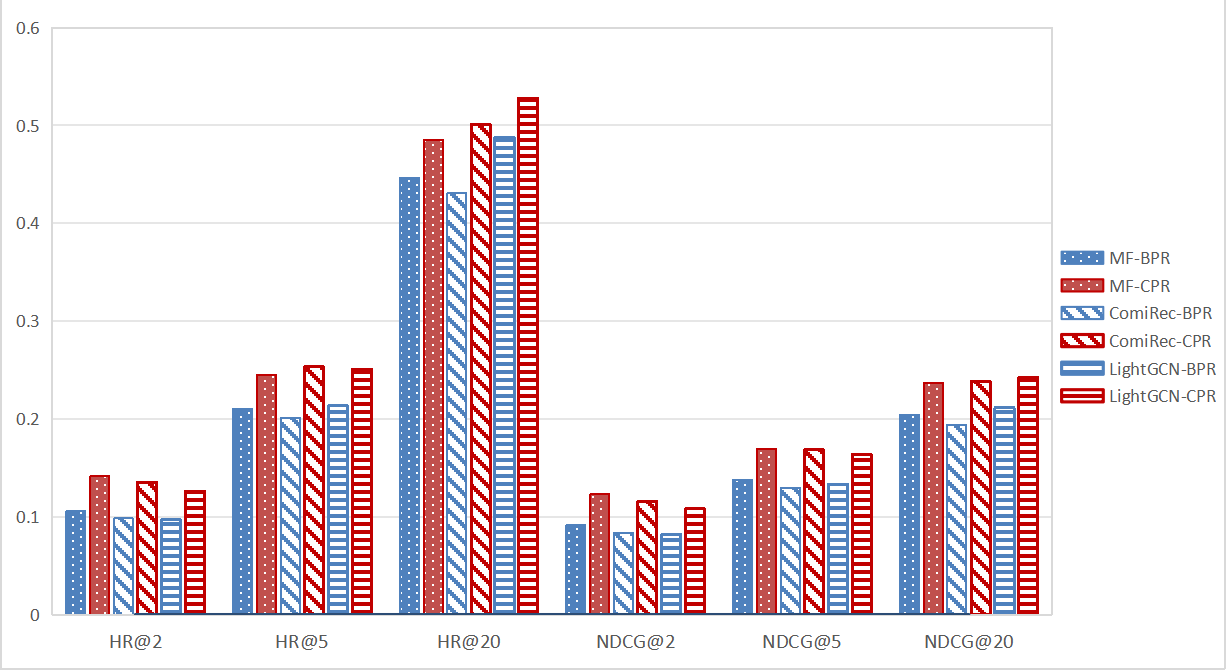 0.6
0.5
0.4
0.3
0.2
0.1
0
HR@2
HR@5
HR@20
NDCG@2
NDCG@5
NDCG@20
MF-BPR
MF-CPR
ComiRec-BPR
ComiRec-CPR
LightGCN-BPR
LightGCN-CPR